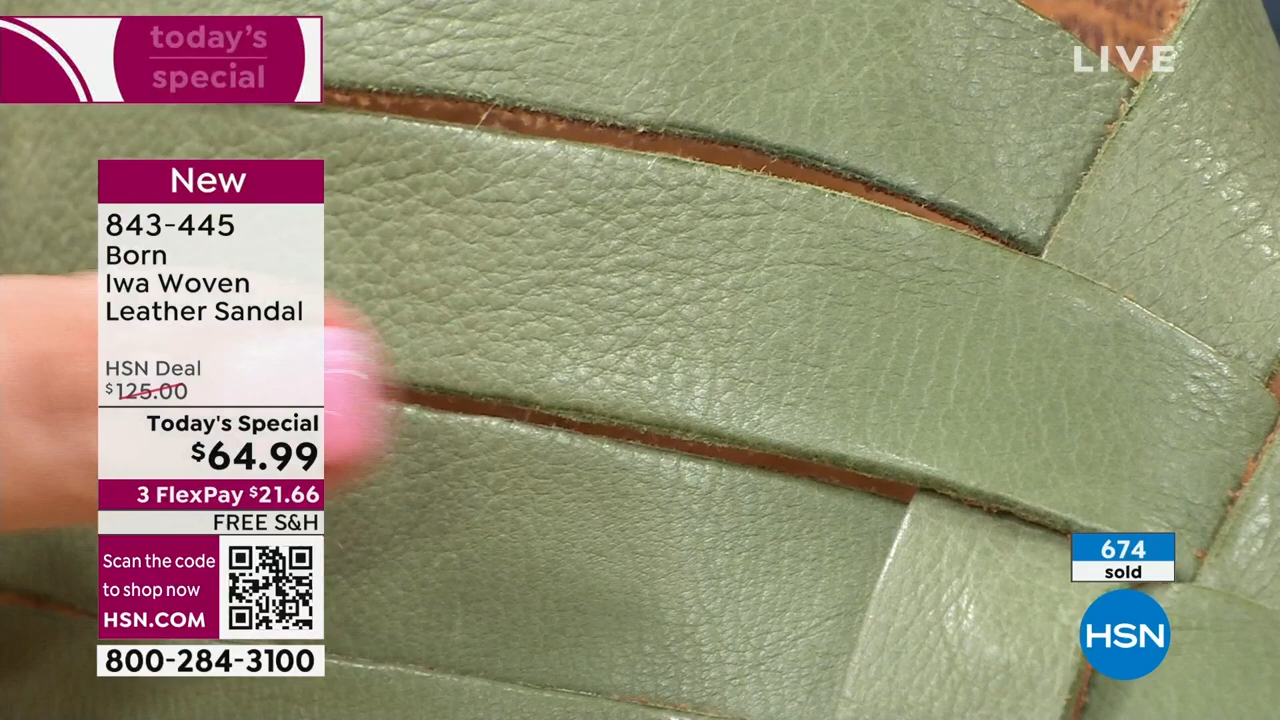 today's
special
LIVE
New
843-445
Born
Iwa Woven
Leather Sandal
HSN Deal
$125.00
Today's Special
$64.99
3 FlexPay $21.66
FREE S&H
Scan the code
to shop now
HSN.COM
800-284-3100
674
sold
HSN